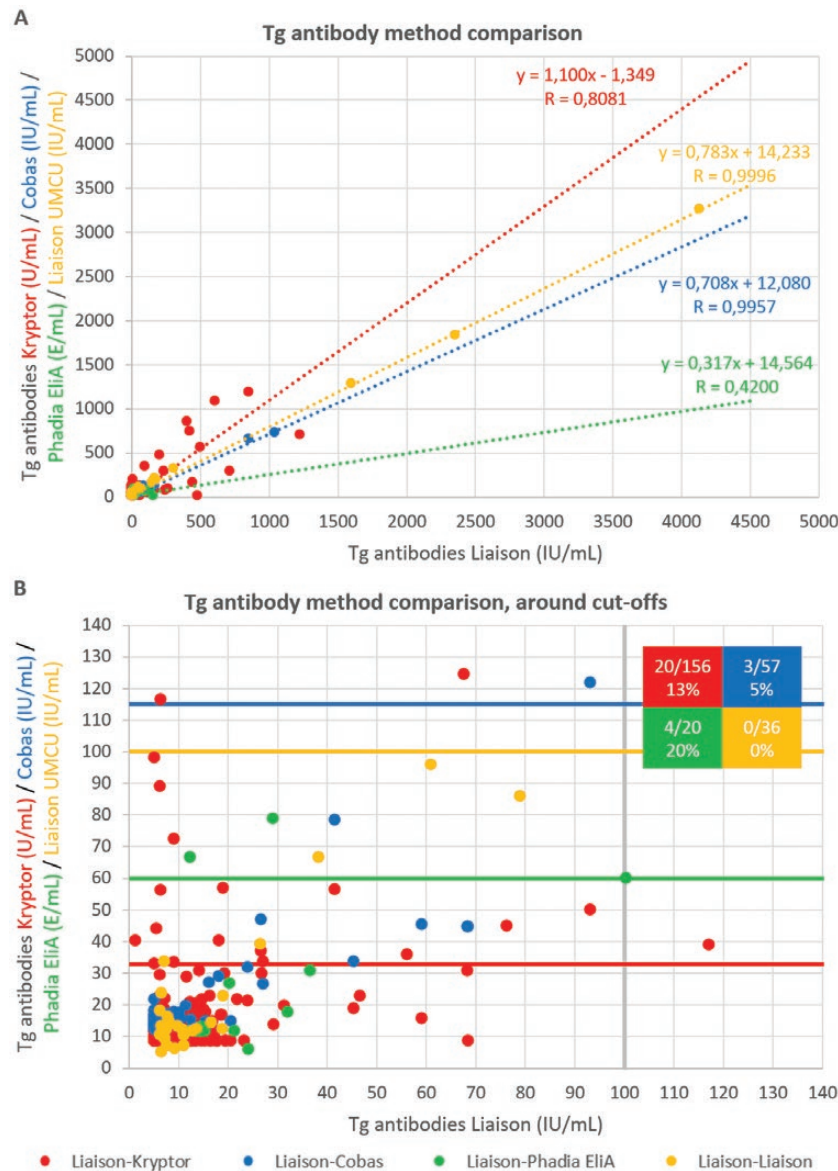 A
Tg antibody method comparison
Tg antibodies Kryptor (U/mL) / Cobas (IU/mL) /
Phadia EliA (E/mL) / Liaison UMCU (IU/mL)
5000
4500
4000
3500
3000
2500
2000
1500
1000
500
0
y = 1,100x - 1,349
R = 0,8081
y = 0,783x + 14,233
R = 0,9996
y = 0,708x + 12,080
R = 0,9957
y = 0,317x + 14,564
R = 0,4200
0 500 1000 1500 2000 2500 3000 3500 4000 4500 5000
Tg antibodies Liaison (IU/mL)
B
Tg antibody method comparison, around cut-offs
Tg antibodies Kryptor (U/mL) / Cobas (IU/mL) /
Phadia EliA (E/mL) / Liaison UMCU (IU/mL)
140
130
120
110
100
90
80
70
60
50
40
30
20
10
0
20/156 3/57
13% 5%
4/20 0/36
20% 0%
0 10 20 30 40 50 60 70 80 90 100 110 120 130 140
Tg antibodies Liaison (IU/mL)
Liaison-Kryptor Liaison-Cobas Liaison-Phadia EliA Liaison-Liaison